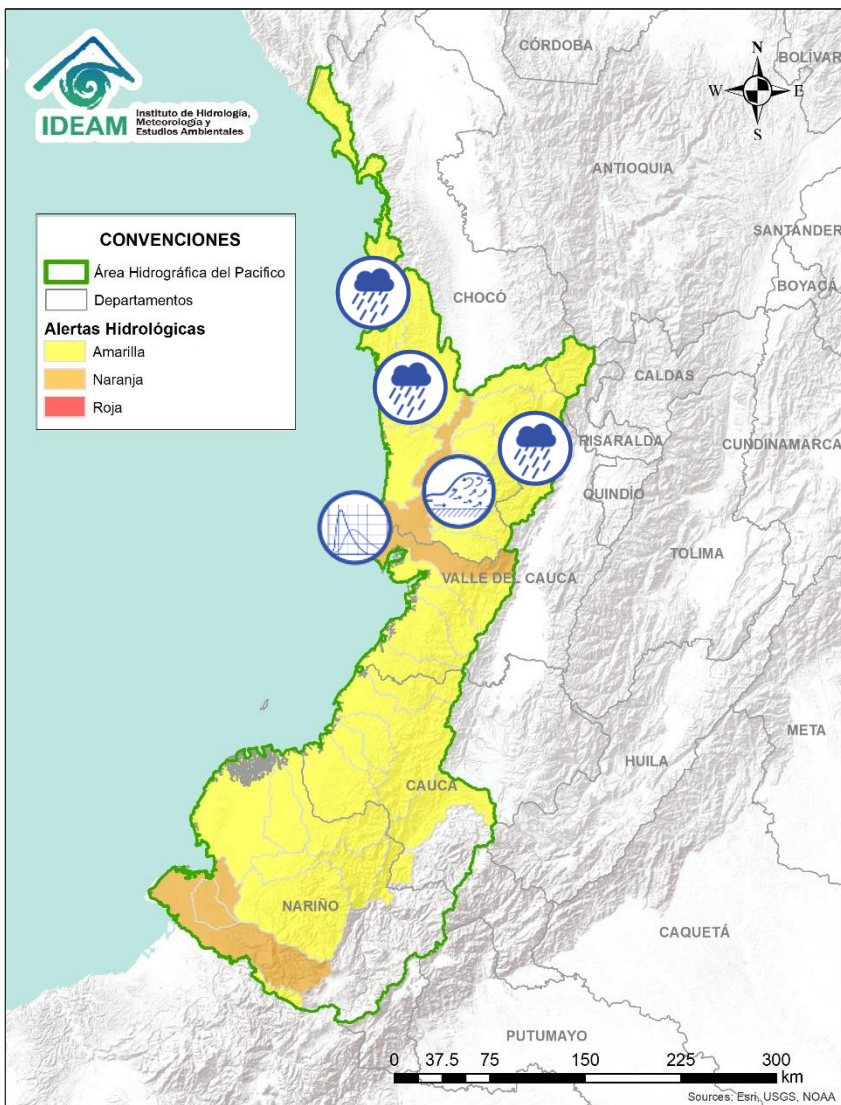 IDEAM
Instituto de Hidrología,
Meteorología y
Estudios Ambientales
CÓRDOBA
BOLÍVAR
N
W
E
S
ANTIOQUIA
SANTANDER
BOYACÁ
CONVENCIONES
Área Hidrográfica del Pacifico
Departamentos
Alertas Hidrológicas
Amarilla
Naranja
Roja
CHOCÓ
CALDAS
RISARALDA
CUNDINAMARCA
QUINDÍO
TOLIMA
VALLE DEL CAUCA
META
HUILA
CAUCA
NARIÑO
CAQUETÁ
PUTUMAYO
0 37.5 75 150 225 300
km
Sources: Esri, USGS, NOAA